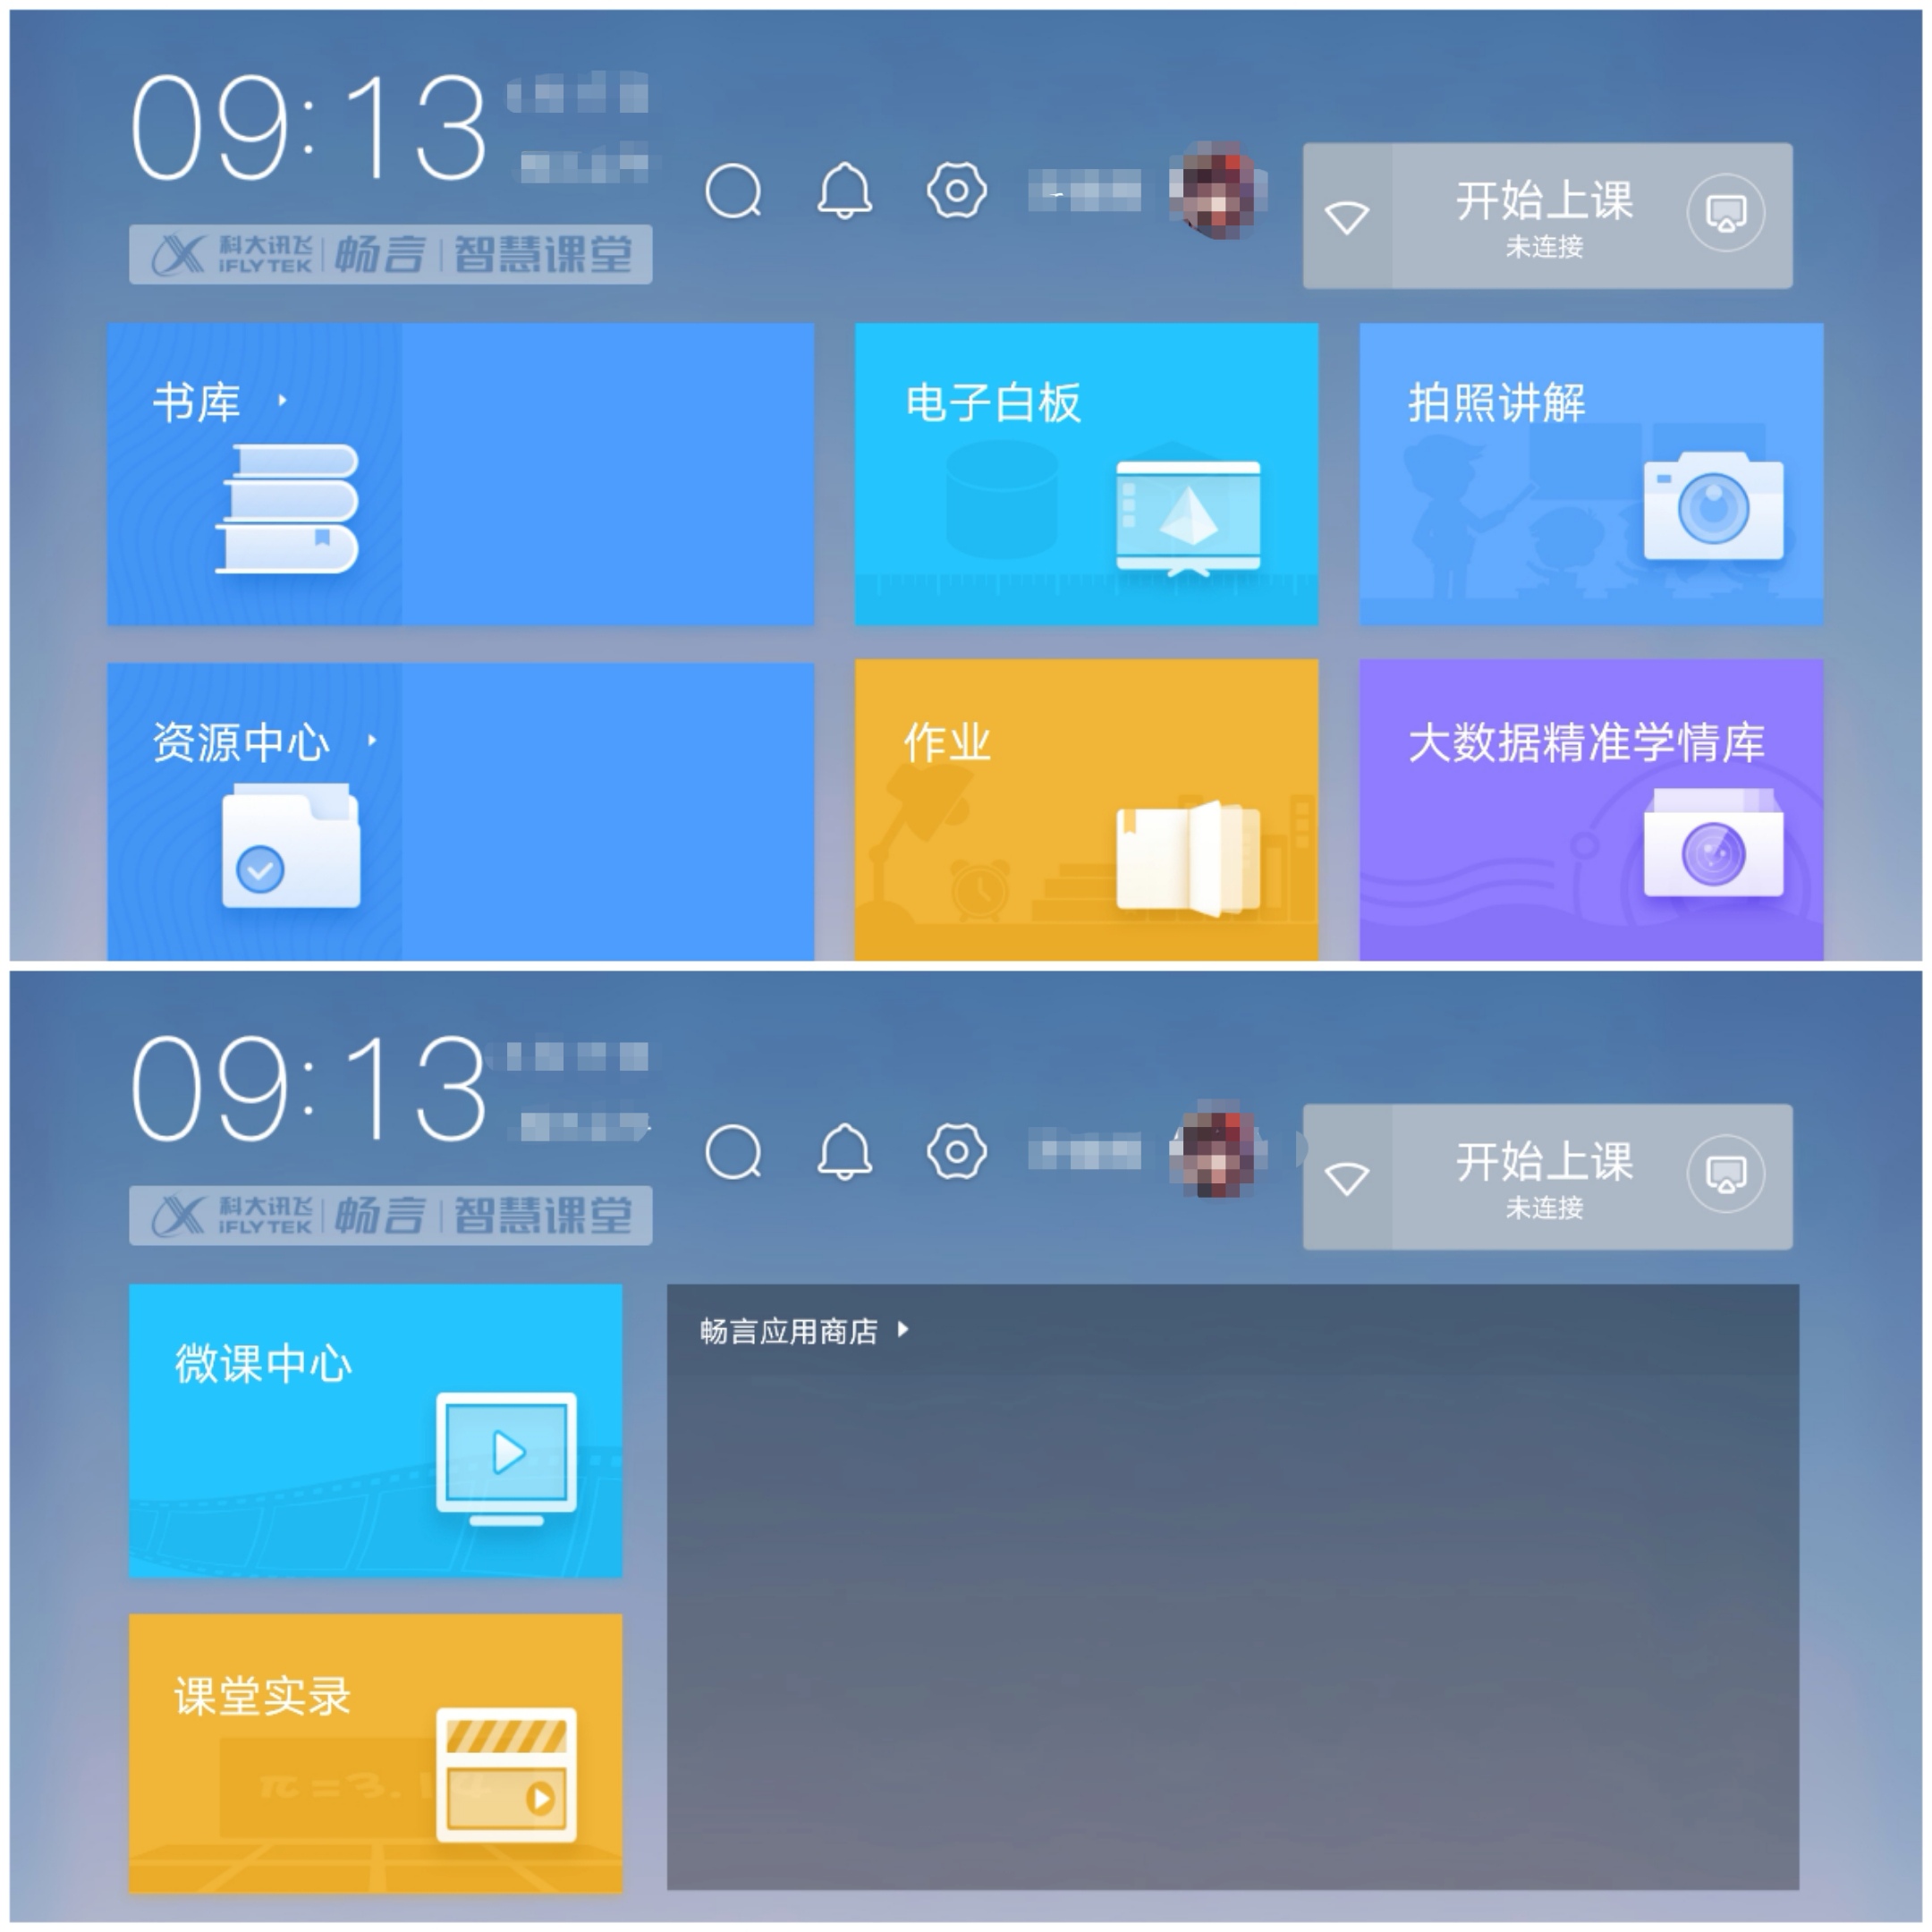 09:13
科大讯飞 iFLYTEK | 畅言 | 智慧课堂
开始上课
未连接
书库
电子白板
拍照讲解
资源中心
作业
大数据精准学情库
09:13
科大讯飞 iFLYTEK | 畅言 | 智慧课堂
开始上课
未连接
微课中心
畅言应用商店
课堂实录
π=3.14